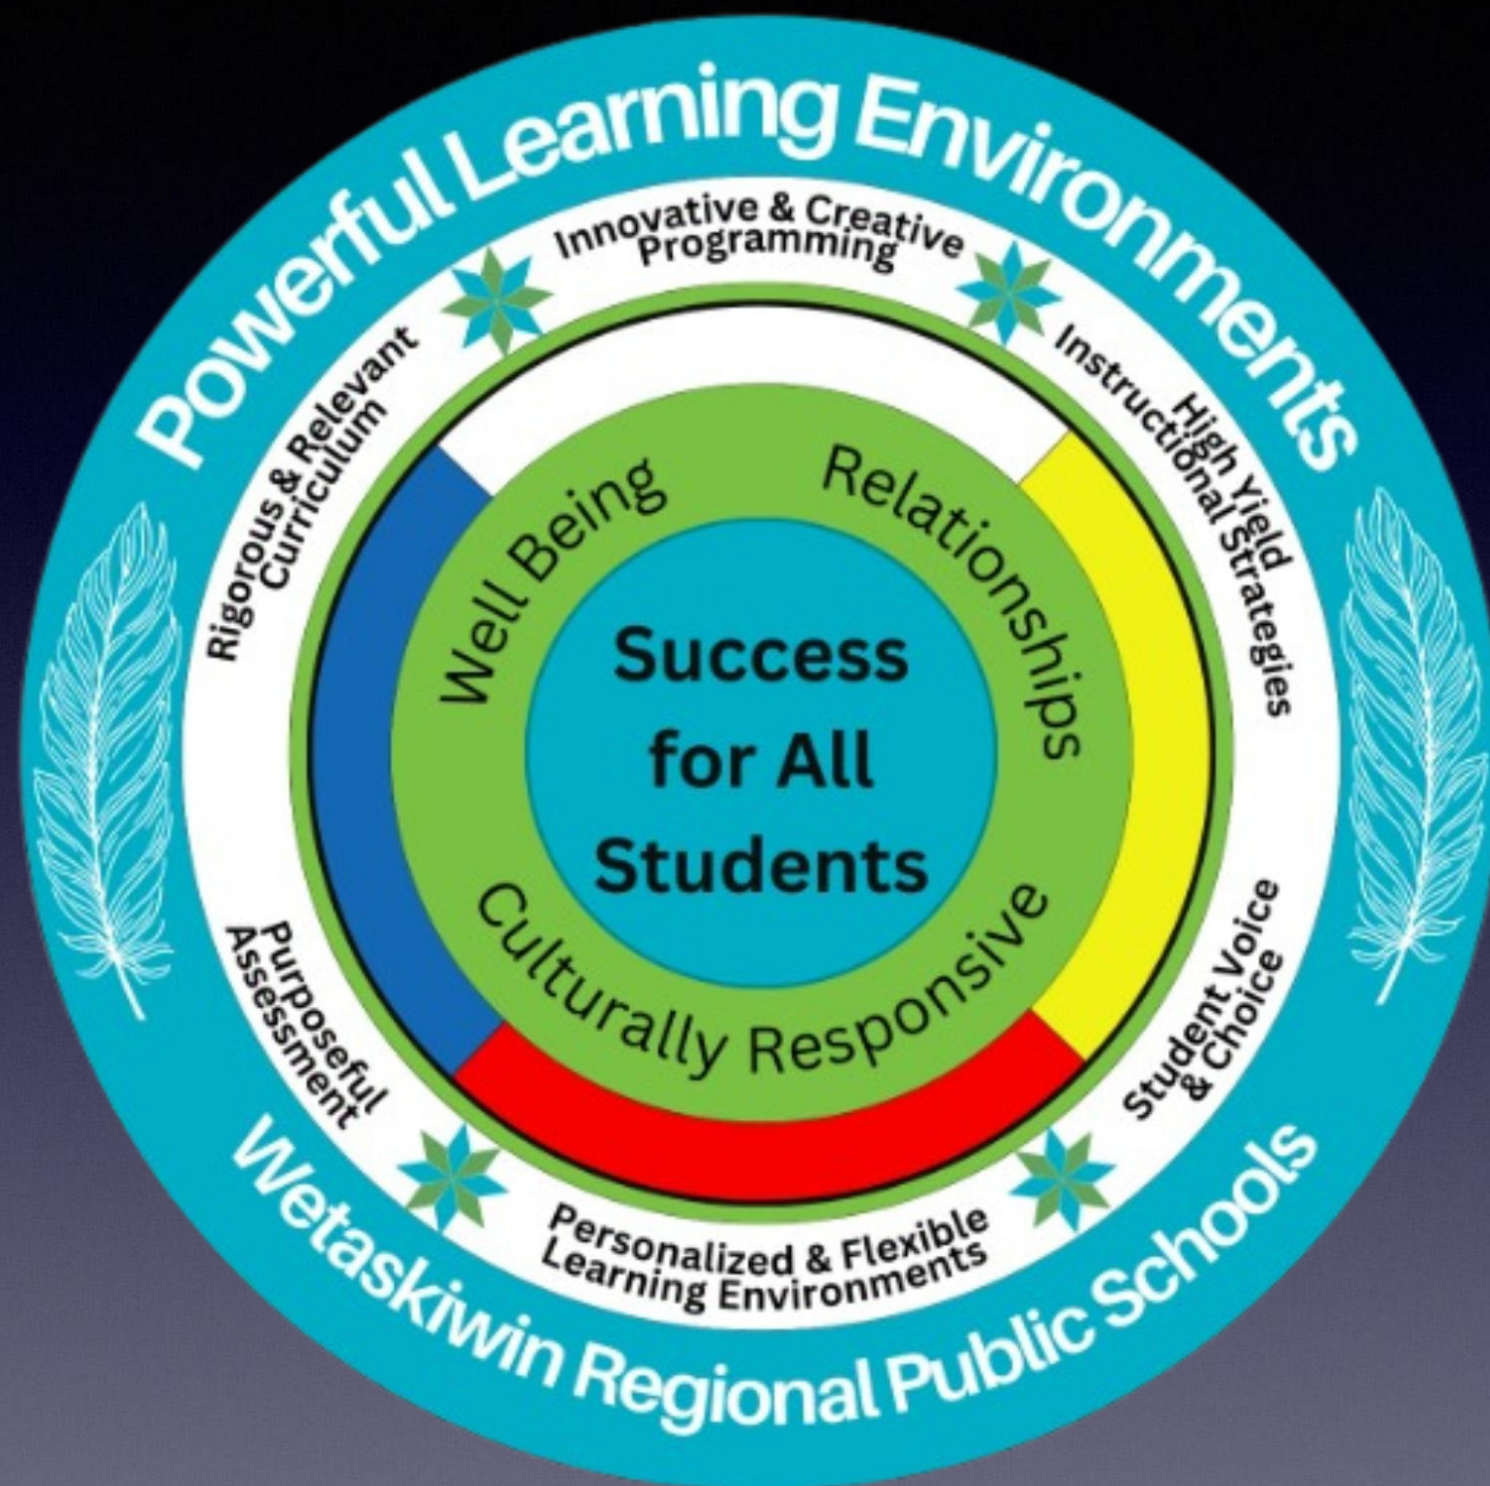 Powerful Learning Environments
Innovative & Creative
Programming
High Yield
Instructional Strategies
Student Voice
& Choice
Personalized & Flexible
Learning Environments
Purposeful
Assessment
Rigorous & Relevant
Curriculum
Well Being
Relationships
Culturally Responsive
Success
for All
Students
Wetaskiwin Regional Public Schools